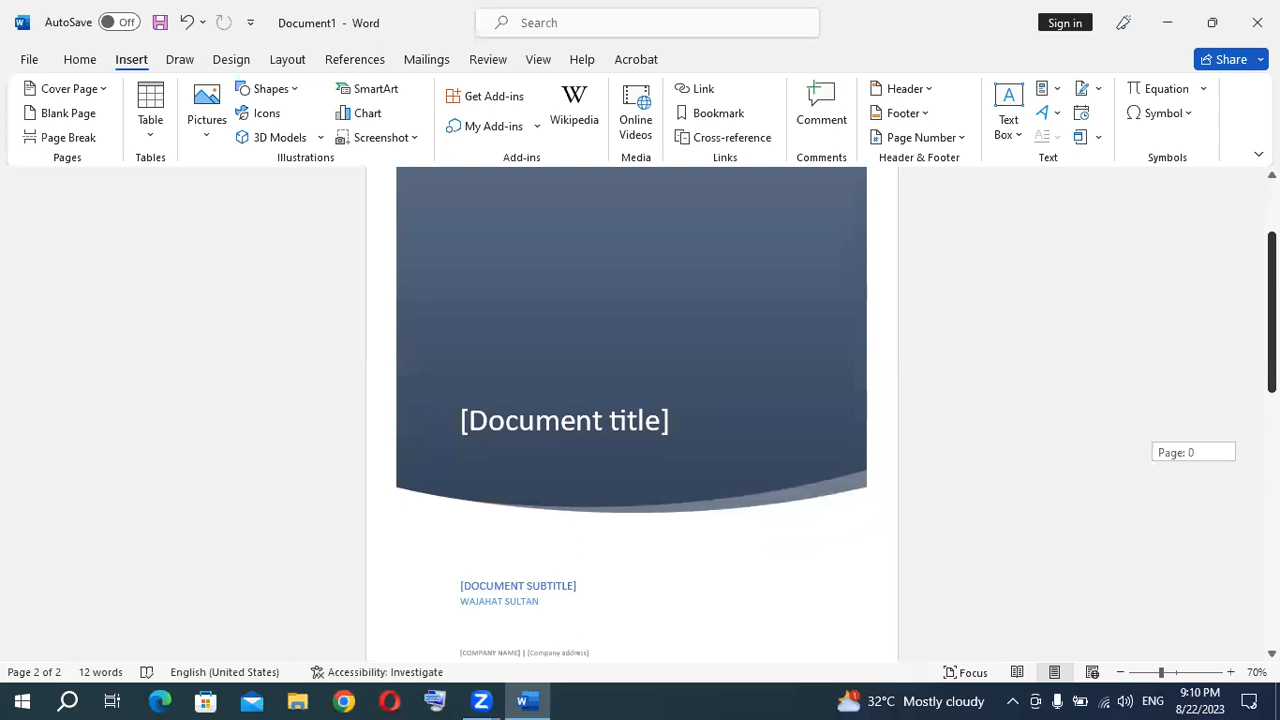 AutoSave Off Document1 - Word Search Sign in
File Home Insert Draw Design Layout References Mailings Review View Help Acrobat Share
Cover Page
Blank Page
Page Break
Pages
Table
Tables
Pictures
Shapes
Icons
3D Models
SmartArt
Chart
Screenshot
Illustrations
Get Add-ins
My Add-ins
W
Wikipedia
Add-ins
Online
Videos
Media
Link
Bookmark
Cross-reference
Links
Comment
Comments
Header
Footer
Page Number
Header & Footer
A
Text
Box
Text
Equation
Symbol
Symbols
[Document title]
Page: 0
[DOCUMENT SUBTITLE]
WAJAHAT SULTAN
[COMPANY NAME] | [Company address]
Page 2 of 2 12 words English (United States) Accessibility: Investigate Focus 70%
32°C Mostly cloudy ENG 9:10 PM
8/22/2023